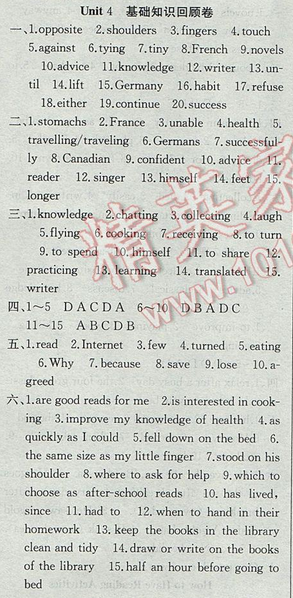 Unit 4 基础知识回顾卷
一、1.opposite 2.shoulders 3.fingers 4.touch
5.against 6.tying 7.tiny 8.French 9.novels
10.advice 11.knowledge 12.writer 13.un-
til 14.lift 15.Germany 16.habit 17.refuse
18.either 19.continue 20.success
二、1.stomachs 2.France 3.unable 4.health 5.
travelling/traveling 6.Germans 7.successful-
ly 8.Canadian 9.confident 10.advice 11.
reader 12.singer 13.himself 14.feet 15.
longer
三、1.knowledge 2.chatting 3.collecting 4.laugh
5.flying 6.cooking 7.receiving 8.to turn
9.to spend 10.himself 11.to share 12.
practicing 13.learning 14.translated 15.
writer
四、1~5 D A C D A 6~10 D B A D C
11~15 A B C D B
五、1.read 2.Internet 3.few 4.turned 5.eating
6.Why 7.because 8.save 9.lose 10.a-
greed
六、1.are good reads for me 2.is interested in cook-
ing 3.improve my knowledge of health 4.as
quickly as I could 5.fell down on the bed 6.
the same size as my little finger 7.stood on his
shoulder 8.where to ask for help 9.which to
choose as after-school reads 10.has lived,
since 11.had to 12.when to hand in their
homework 13.keep the books in the library
clean and tidy 14.draw or write on the books
of the library 15.half an hour before going to
bed